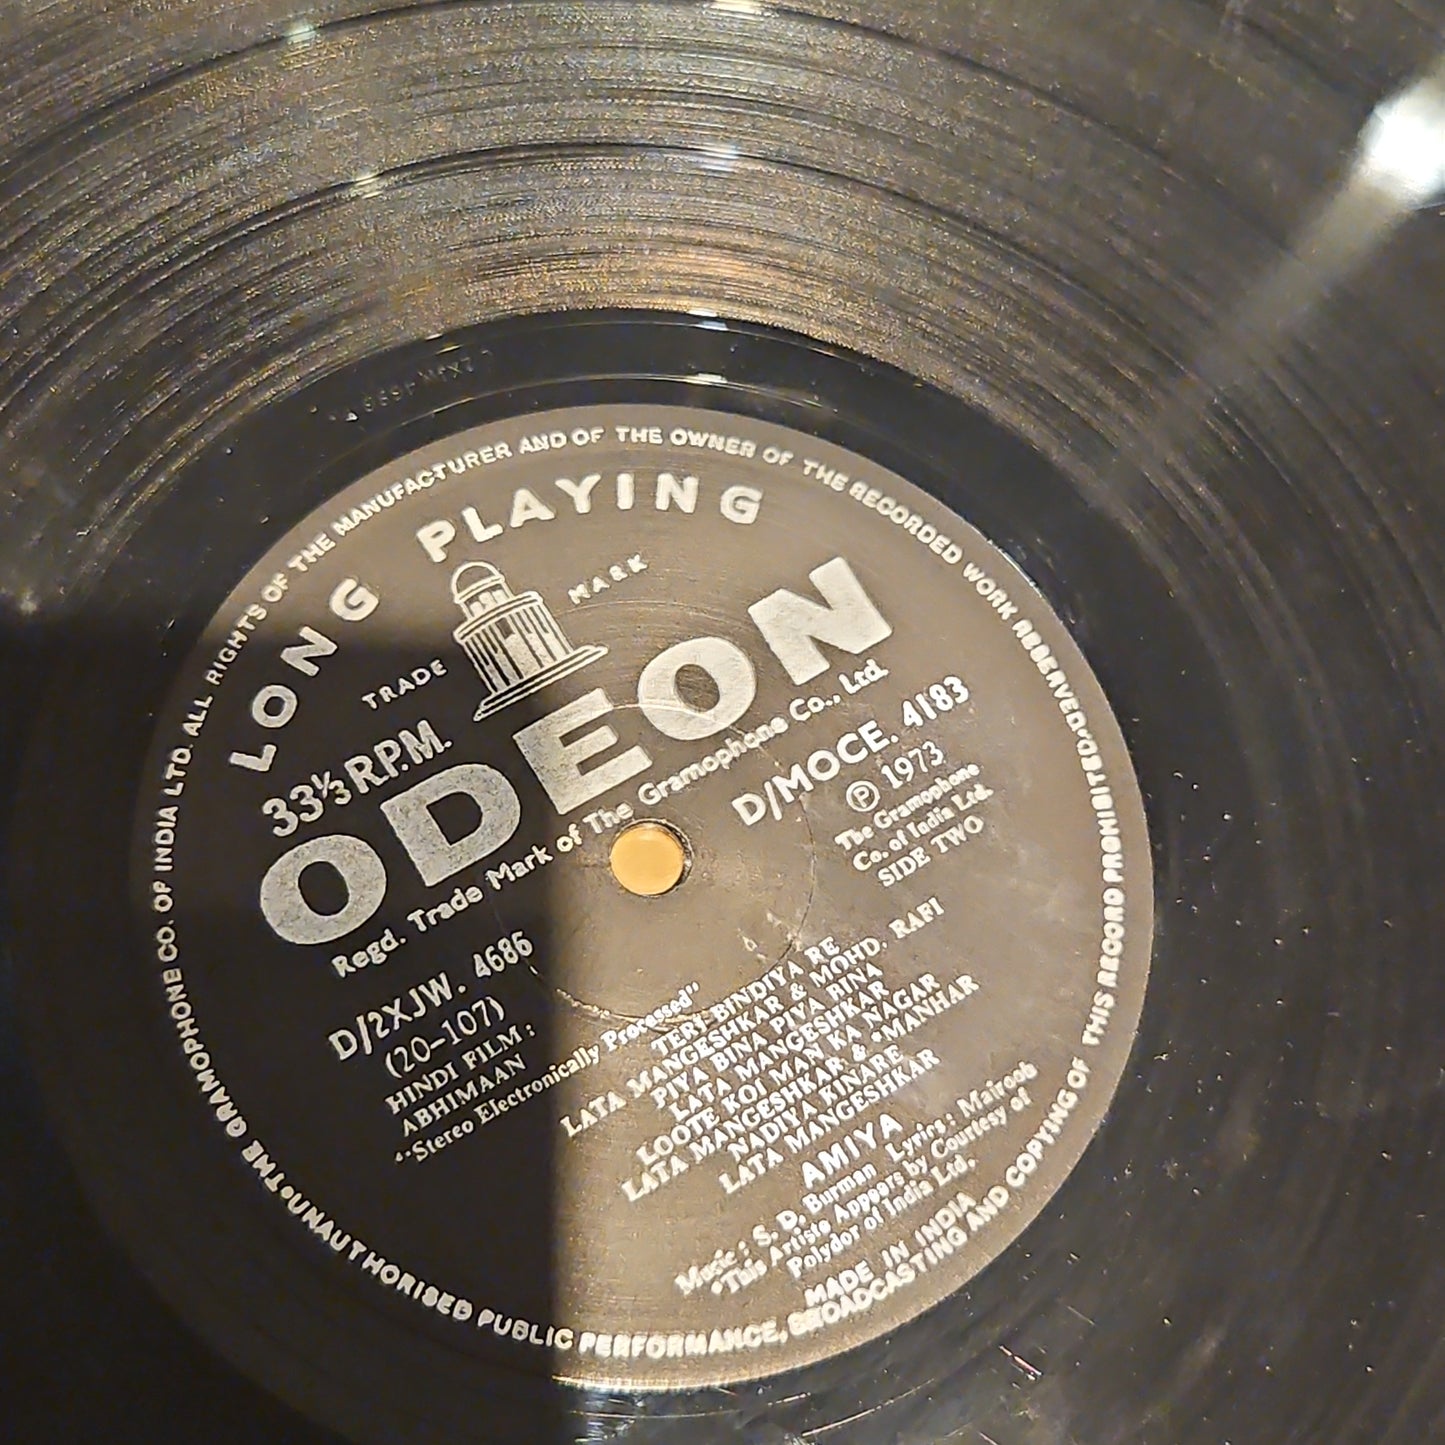 THE GRAMOPHONE CO. OF INDIA LTD. ALL RIGHTS OF THE MANUFACTURER AND OF THE OWNER OF THE RECORDED WORK RESERVED. UNAUTHORISED PUBLIC PERFORMANCE, BROADCASTING AND COPYING OF THIS RECORD PROHIBITED.
LONG PLAYING
TRADE MARK
33⅓ R.P.M.
ODEON
Regd. Trade Mark of The Gramophone Co., Ltd.
D/MOCE. 4183
Ⓟ 1973
The Gramophone
Co. of India Ltd.
SIDE TWO
D/2XJW. 4686
(20-107)
HINDI FILM :
ABHIMAAN
"Stereo Electronically Processed"
TERI BINDIYA RE
LATA MANGESHKAR & MOHD. RAFI
PIYA BINA PIYA BINA
LATA MANGESHKAR
LOOTE KOI MAN KA NAGAR
LATA MANGESHKAR & *MANHAR
NADIYA KINARE
LATA MANGESHKAR
AMIYA
Music : S. D. Burman Lyrics : Majroob
*This Artiste Appears by Courtesy of
Polydor of India Ltd.
MADE IN INDIA